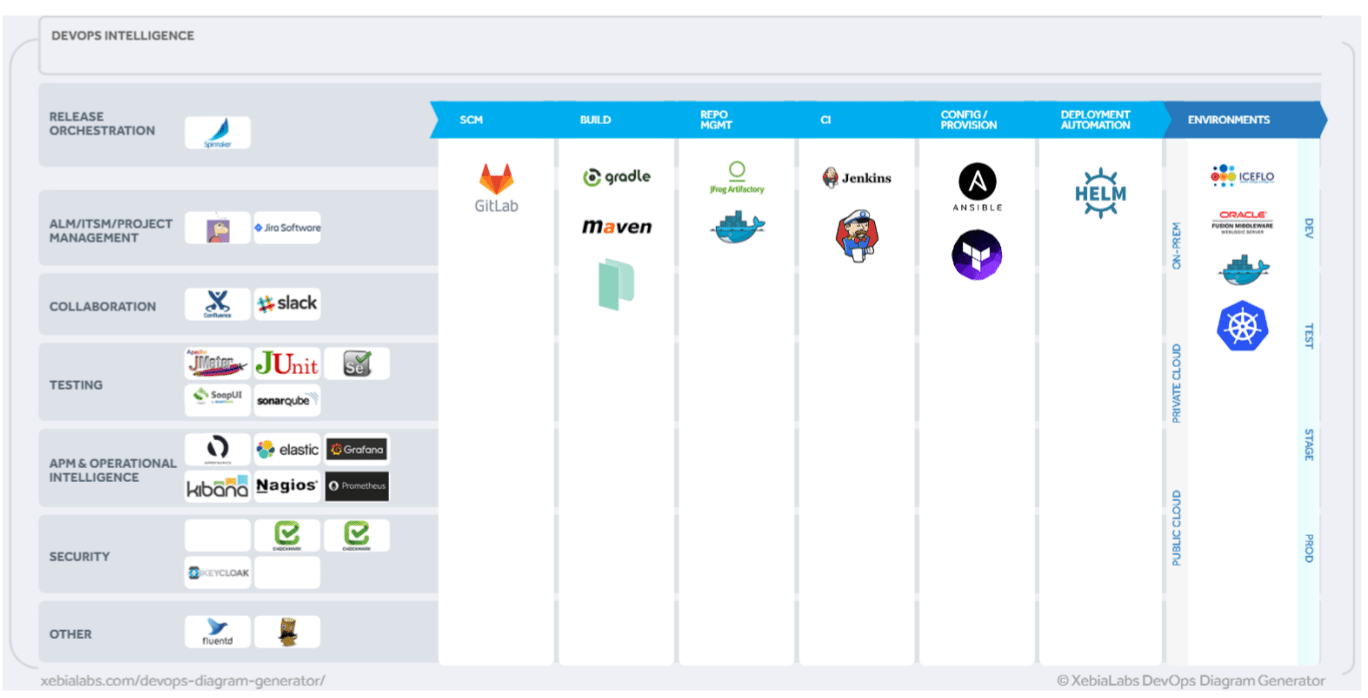 DEVOPS INTELLIGENCE
RELEASE
ORCHESTRATION
Spinnaker
SCM
BUILD
REPO
MGMT
CI
CONFIG /
PROVISION
DEPLOYMENT
AUTOMATION
ENVIRONMENTS
GitLab
gradle
maven
JFrog Artifactory
Jenkins
ANSIBLE
HELM
ICEFLO
ORACLE
FUSION MIDDLEWARE
WEBLOGIC SERVER
ON-PREM
PRIVATE CLOUD
PUBLIC CLOUD
DEV
TEST
STAGE
PROD
ALM/ITSM/PROJECT
MANAGEMENT
Jira Software
COLLABORATION
Confluence
slack
TESTING
Apache
JMeter
JUnit
Se
SoapUI
sonarqube
APM & OPERATIONAL
INTELLIGENCE
elastic
Grafana
kibana
Nagios
Prometheus
SECURITY
CHECKMARX
CHECKMARX
KEYCLOAK
OTHER
fluentd
xebialabs.com/devops-diagram-generator/
© XebiaLabs DevOps Diagram Generator